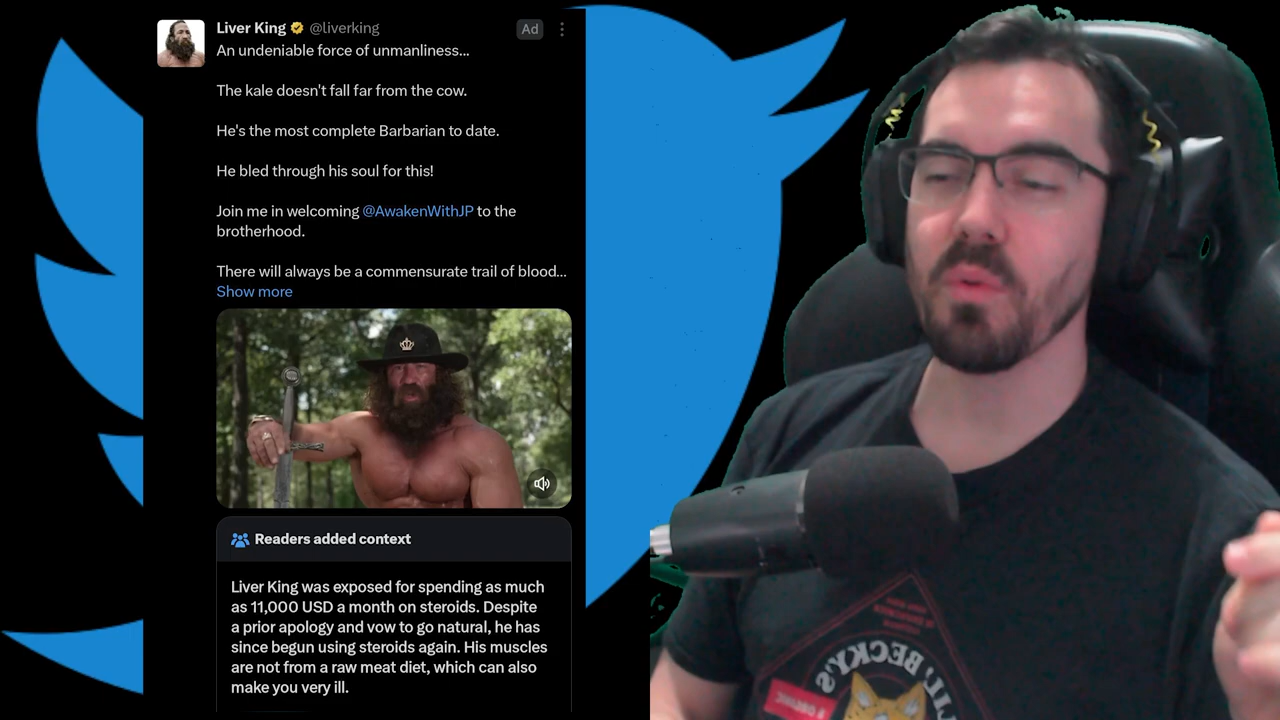 Liver King @liverking
Ad
An undeniable force of unmanliness...
The kale doesn't fall far from the cow.
He's the most complete Barbarian to date.
He bled through his soul for this!
Join me in welcoming @AwakenWithJP to the
brotherhood.
There will always be a commensurate trail of blood...
Show more
Readers added context
Liver King was exposed for spending as much
as 11,000 USD a month on steroids. Despite
a prior apology and vow to go natural, he has
since begun using steroids again. His muscles
are not from a raw meat diet, which can also
make you very ill.
LIL' BECKY'S